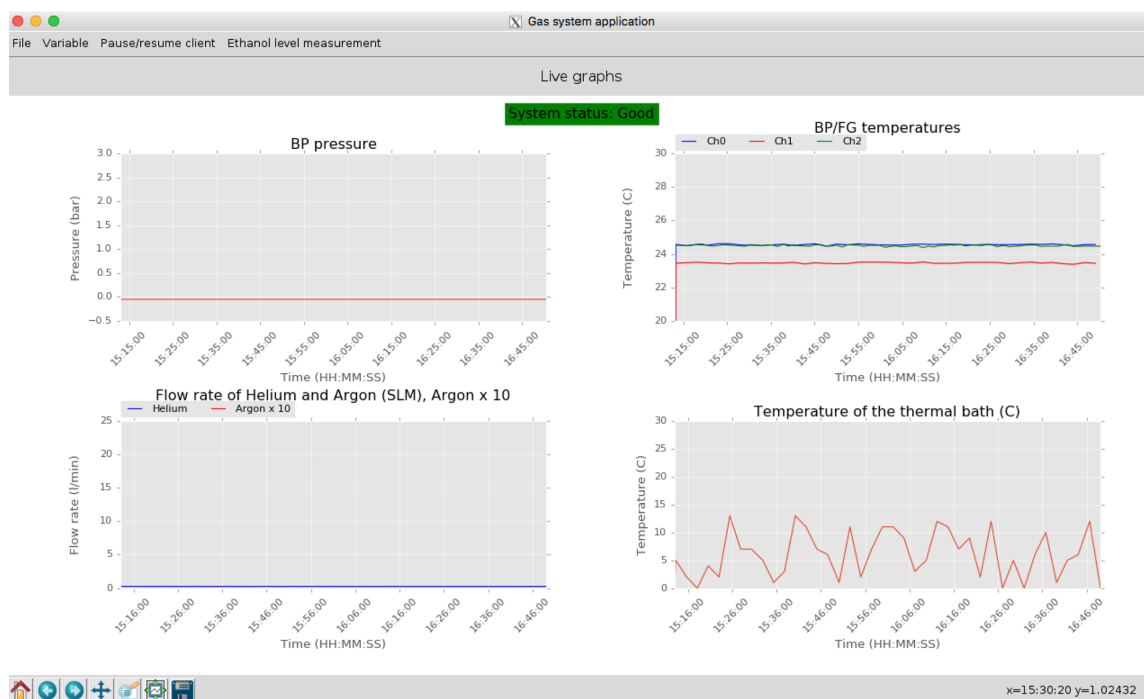 Gas system application
File Variable Pause/resume client Ethanol level measurement
Live graphs
System status: Good
BP pressure
3.0
2.5
2.0
1.5
1.0
0.5
0.0
−0.5
Pressure (bar)
15:15:00 15:25:00 15:35:00 15:45:00 15:55:00 16:05:00 16:15:00 16:25:00 16:35:00 16:45:00
Time (HH:MM:SS)
BP/FG temperatures
Ch0 Ch1 Ch2
30
28
26
24
22
20
Temperature (C)
15:15:00 15:25:00 15:35:00 15:45:00 15:55:00 16:05:00 16:15:00 16:25:00 16:35:00 16:45:00
Time (HH:MM:SS)
Flow rate of Helium and Argon (SLM), Argon x 10
Helium Argon x 10
25
20
15
10
5
0
Flow rate (l/min)
15:16:00 15:26:00 15:36:00 15:46:00 15:56:00 16:06:00 16:16:00 16:26:00 16:36:00 16:46:00
Time (HH:MM:SS)
Temperature of the thermal bath (C)
30
25
20
15
10
5
0
Temperature (C)
15:16:00 15:26:00 15:36:00 15:46:00 15:56:00 16:06:00 16:16:00 16:26:00 16:36:00 16:46:00
Time (HH:MM:SS)
x=15:30:20 y=1.02432